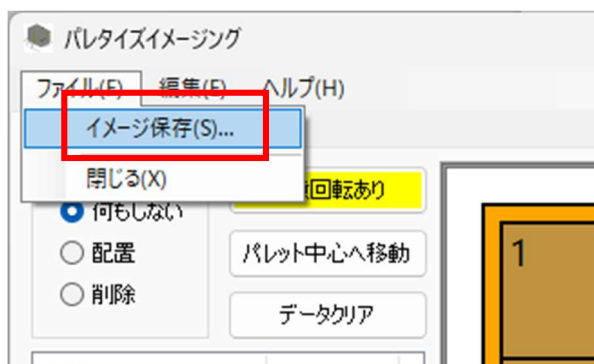 パレタイズイメージング
ファイル(F) 編集(E) ヘルプ(H)
イメージ保存(S)...
閉じる(X)
回転あり
何もしない
配置
パレット中心へ移動
削除
データクリア
1